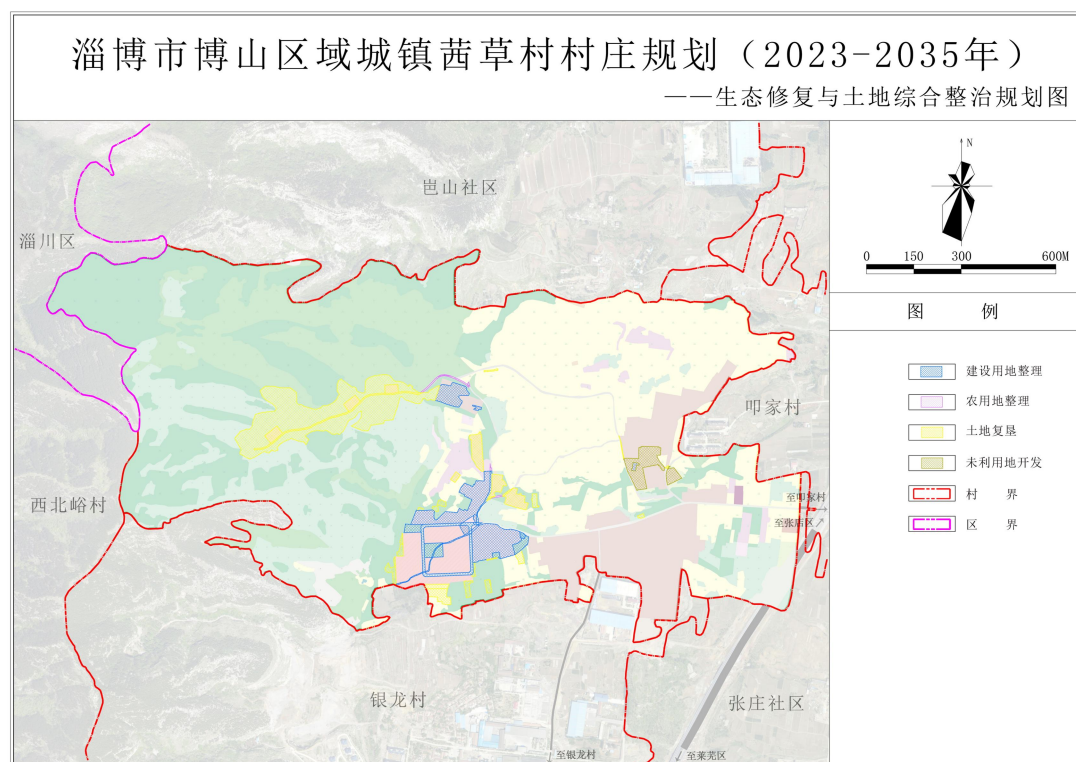 淄博市博山区域城镇茜草村村庄规划（2023-2035年）
——生态修复与土地综合整治规划图
岜山社区
淄川区
叩家村
西北峪村
至叩家村
至张店区
银龙村
张庄社区
至银龙村
至莱芜区
N
0 150 300 600M
图 例
建设用地整理
农用地整理
土地复垦
未利用地开发
村 界
区 界